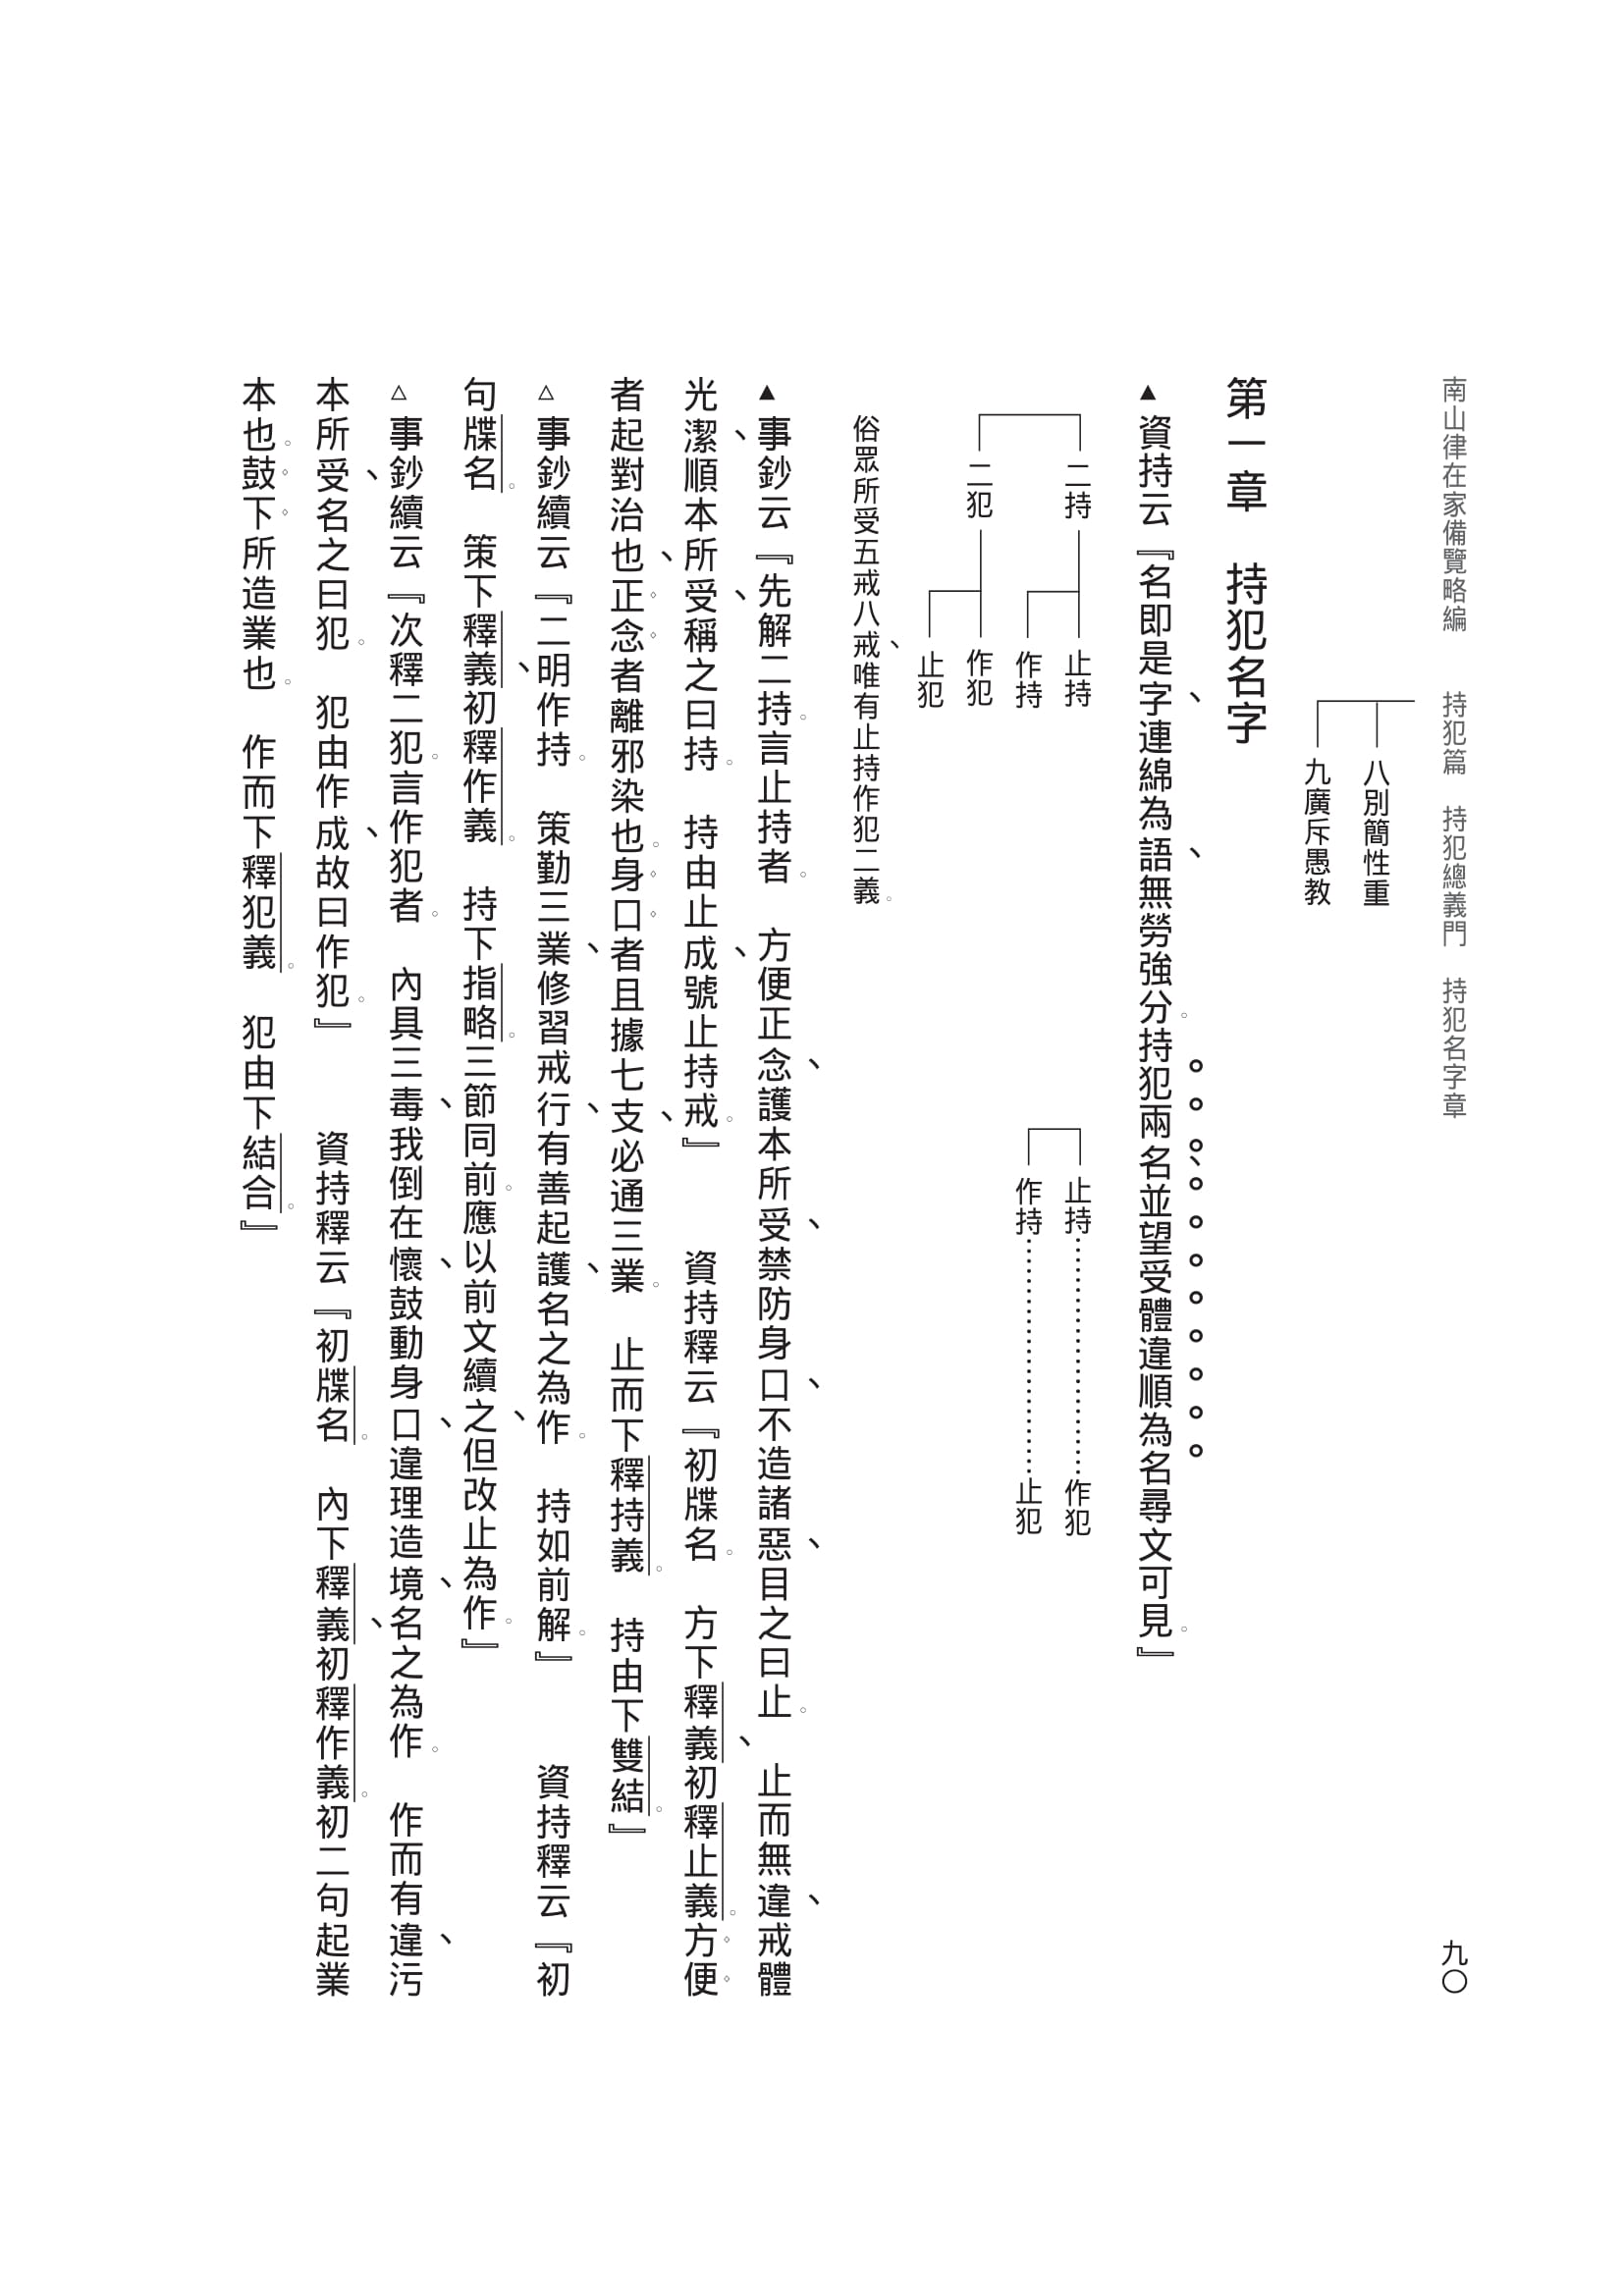 南山律在家備覽略編　持犯篇　持犯總義門　持犯名字章
九〇
八別簡性重
九廣斥愚教
第一章　持犯名字
▲資持云『名即是字、連綿為語、無勞強分。持犯兩名、並望受體違順為名尋文可見。』
二持
止持
作持
二犯
作犯
止犯
止持…………………作犯
作持…………………止犯
俗眾所受五戒八戒、唯有止持作犯二義。
▲事鈔云『先解二持。言止持者。　方便正念、護本所受、禁防身口、不造諸惡、目之曰止。　止而無違、戒體
光潔、順本所受、稱之曰持。　持由止成、號止持戒。』　　資持釋云『初牒名。　方下釋義、初釋止義。方便
者起對治也、正念者離邪染也。身口者且據七支、必通三業。　止而下釋持義。　持由下雙結。』
△事鈔續云『二明作持。　策勤三業、修習戒行、有善起護、名之為作。　持如前解。』　　資持釋云『初
句牒名。　策下釋義、初釋作義。　持下指略。三節同前。應以前文續之、但改止為作。』
△事鈔續云『次釋二犯。言作犯者。　內具三毒、我倒在懷、鼓動身口、違理造境、名之為作。　作而有違、污
本所受、名之曰犯。　犯由作成、故曰作犯。』　　資持釋云『初牒名。　內下釋義、初釋作義。初二句起業
本也。鼓下所造業也。　作而下釋犯義。　犯由下結合。』